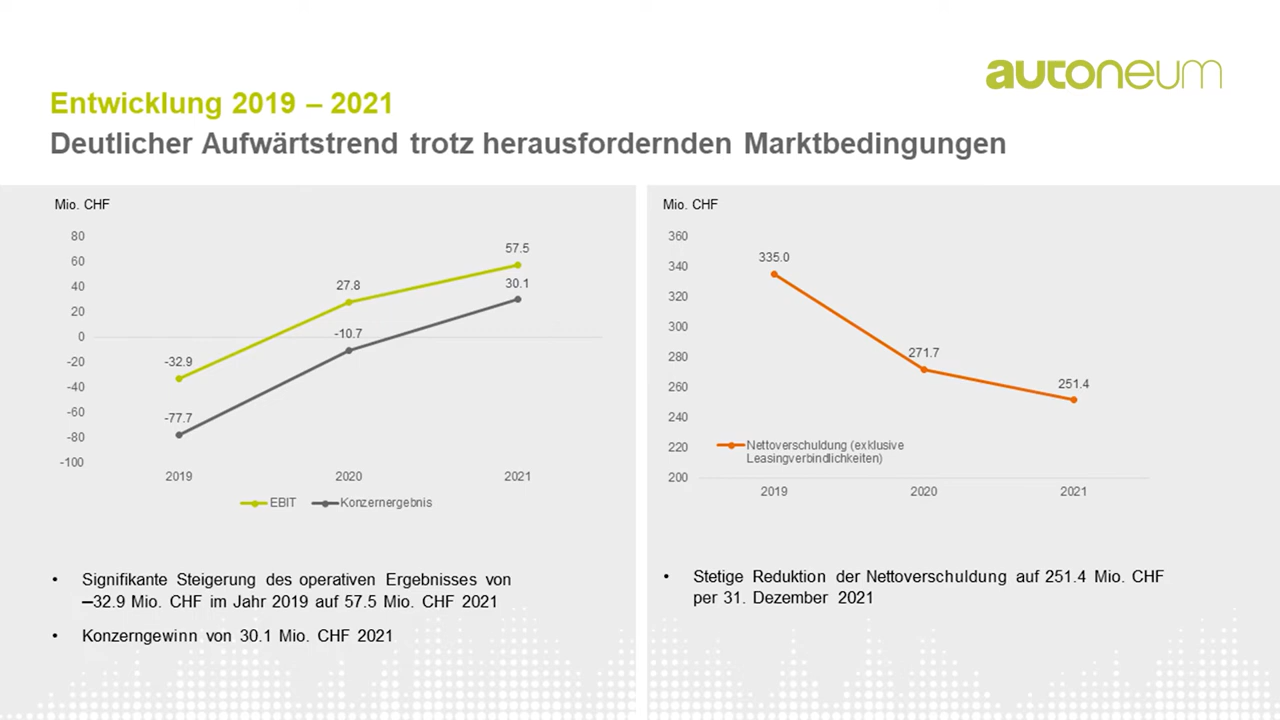 autoneum
Entwicklung 2019 – 2021
Deutlicher Aufwärtstrend trotz herausfordernden Marktbedingungen
Mio. CHF
80
60
40
20
0
-20
-40
-60
-80
-100
57.5
27.8
30.1
-10.7
-32.9
-77.7
2019 2020 2021
EBIT Konzernergebnis
• Signifikante Steigerung des operativen Ergebnisses von
–32.9 Mio. CHF im Jahr 2019 auf 57.5 Mio. CHF 2021
• Konzerngewinn von 30.1 Mio. CHF 2021
Mio. CHF
360
340
320
300
280
260
240
220
200
335.0
271.7
251.4
Nettoverschuldung (exklusive
Leasingverbindlichkeiten)
2019 2020 2021
• Stetige Reduktion der Nettoverschuldung auf 251.4 Mio. CHF
per 31. Dezember 2021